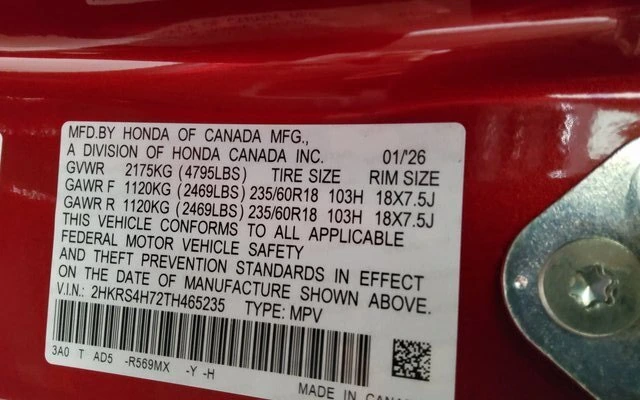 MFD.BY HONDA OF CANADA MFG.,
A DIVISION OF HONDA CANADA INC. 01/'26
GVWR 2175KG (4795LBS) TIRE SIZE RIM SIZE
GAWR F 1120KG (2469LBS) 235/60R18 103H 18X7.5J
GAWR R 1120KG (2469LBS) 235/60R18 103H 18X7.5J
THIS VEHICLE CONFORMS TO ALL APPLICABLE
FEDERAL MOTOR VEHICLE SAFETY
AND THEFT PREVENTION STANDARDS IN EFFECT
ON THE DATE OF MANUFACTURE SHOWN ABOVE.
V.I.N.: 2HKRS4H72TH465235 TYPE: MPV
3A0 T AD5 -R569MX -Y -H
MADE IN CANADA